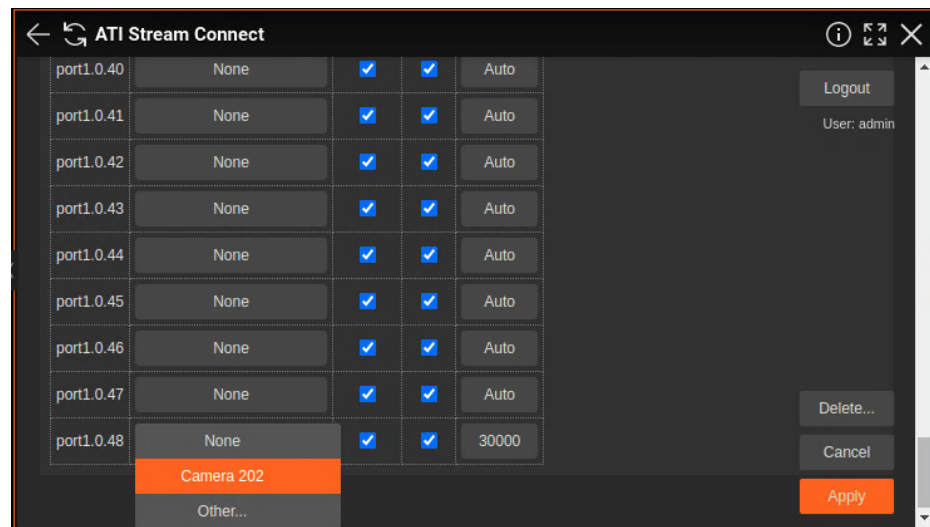 ATI Stream Connect
port1.0.40 None Auto
Logout
port1.0.41 None Auto
User: admin
port1.0.42 None Auto
port1.0.43 None Auto
port1.0.44 None Auto
port1.0.45 None Auto
port1.0.46 None Auto
port1.0.47 None Auto
Delete...
port1.0.48 None 30000
Cancel
Camera 202
Apply
Other...